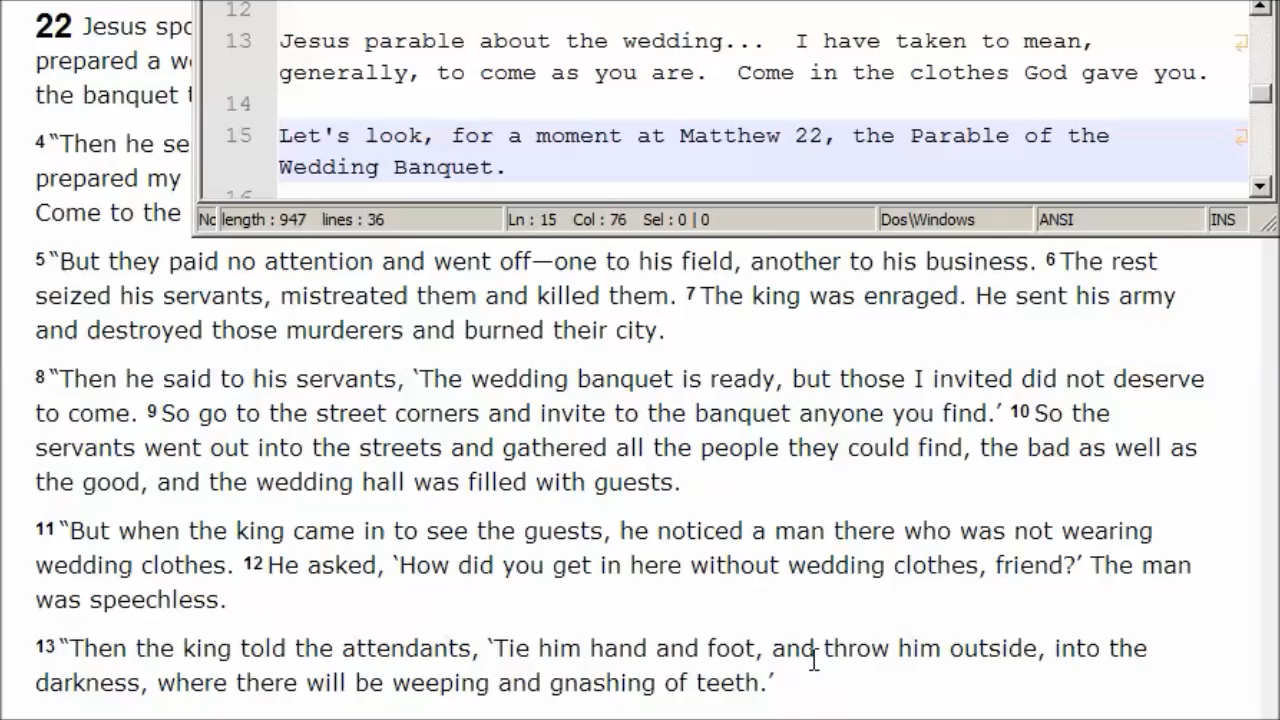 22 Jesus spo
prepared a w
the banquet
4 “Then he se
prepared my
Come to the
12
13 Jesus parable about the wedding... I have taken to mean,
generally, to come as you are. Come in the clothes God gave you.
14
15 Let's look, for a moment at Matthew 22, the Parable of the
Wedding Banquet.
16
No length : 947 lines : 36 Ln : 15 Col : 76 Sel : 0 | 0 Dos\Windows ANSI INS
5 “But they paid no attention and went off—one to his field, another to his business. 6 The rest
seized his servants, mistreated them and killed them. 7 The king was enraged. He sent his army
and destroyed those murderers and burned their city.
8 “Then he said to his servants, ‘The wedding banquet is ready, but those I invited did not deserve
to come. 9 So go to the street corners and invite to the banquet anyone you find.’ 10 So the
servants went out into the streets and gathered all the people they could find, the bad as well as
the good, and the wedding hall was filled with guests.
11 “But when the king came in to see the guests, he noticed a man there who was not wearing
wedding clothes. 12 He asked, ‘How did you get in here without wedding clothes, friend?’ The man
was speechless.
13 “Then the king told the attendants, ‘Tie him hand and foot, and throw him outside, into the
darkness, where there will be weeping and gnashing of teeth.’